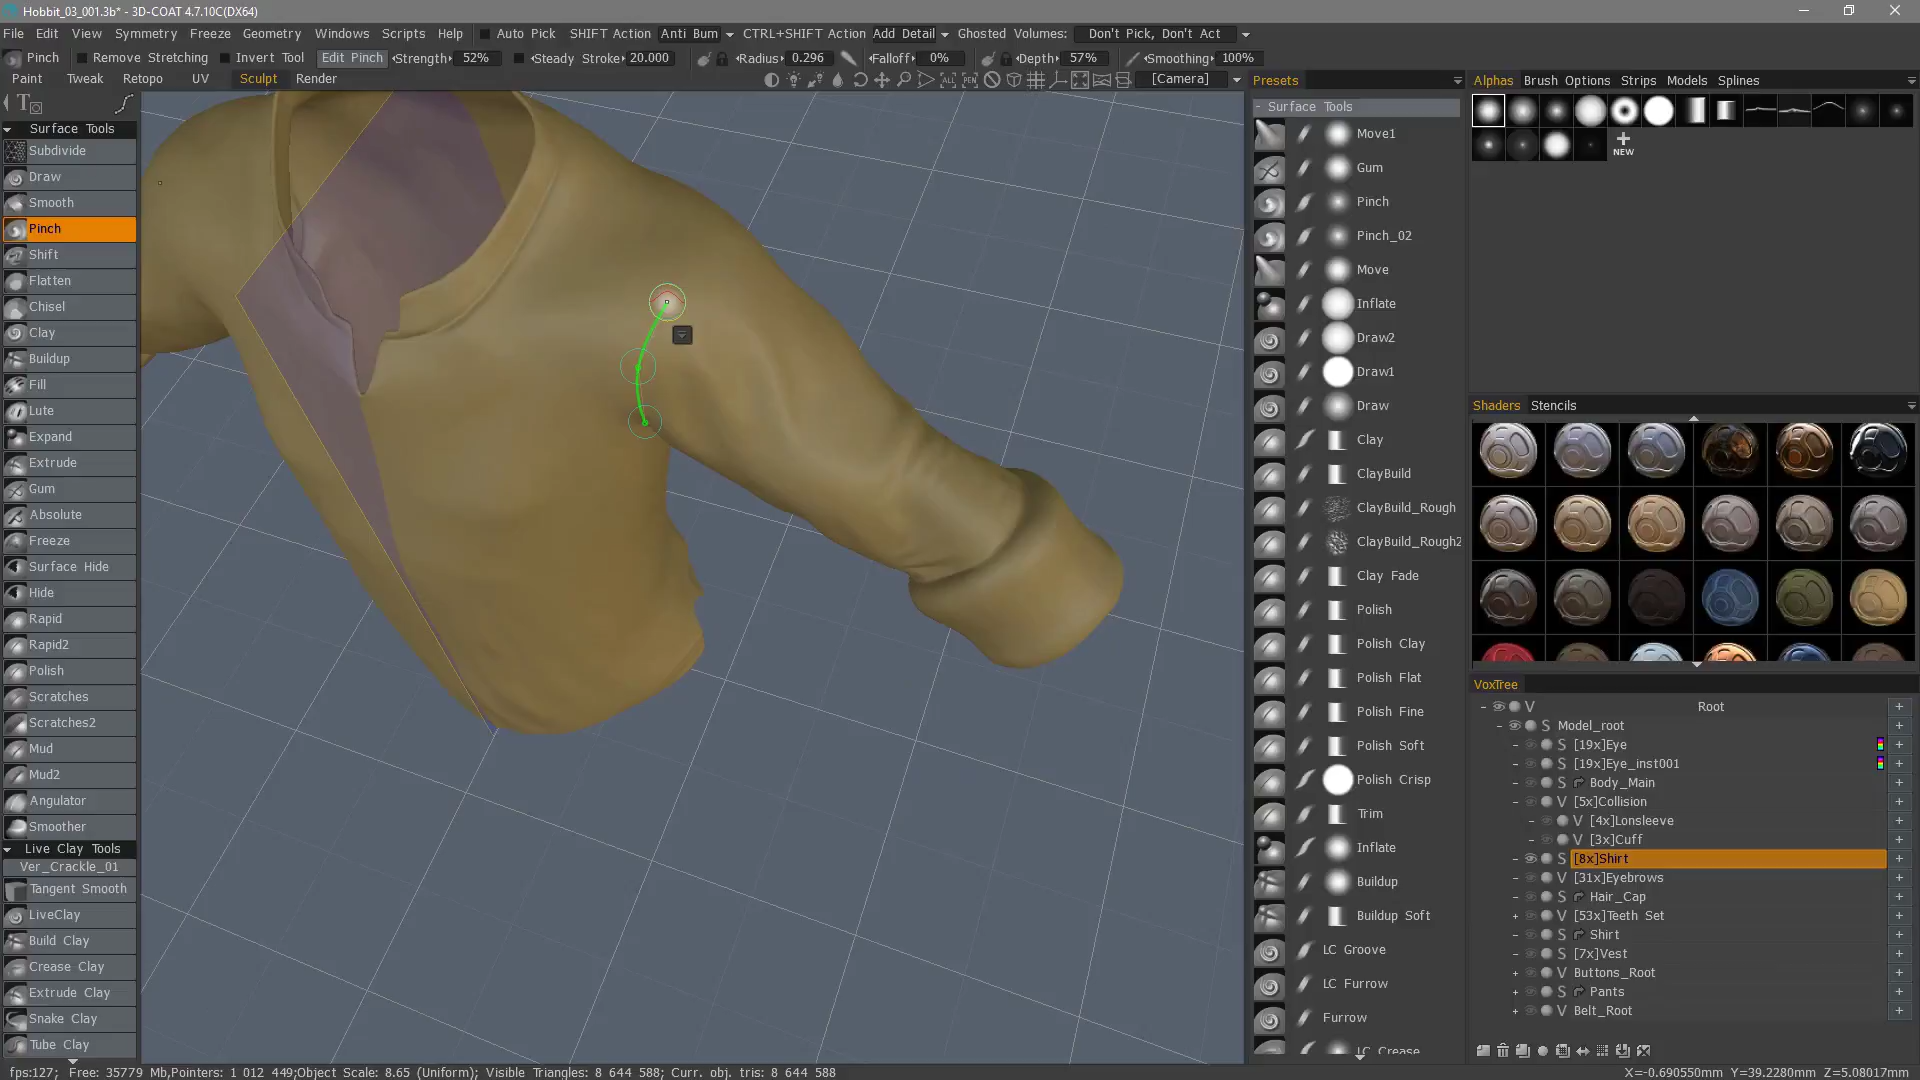 Hobbit_03_001.3b* - 3D-COAT 4.7.10C(DX64)
File Edit View Symmetry Freeze Geometry Windows Scripts Help Auto Pick SHIFT Action Anti Bum CTRL+SHIFT Action Add Detail Ghosted Volumes: Don't Pick, Don't Act
Pinch Remove Stretching Invert Tool Edit Pinch Strength: 52% Steady Stroke: 20.000 Radius: 0.296 Falloff: 0% Depth: 57% Smoothing: 100%
Paint Tweak Retopo UV Sculpt Render ALL PEN [Camera]
Surface Tools
Subdivide
Draw
Smooth
Pinch
Shift
Flatten
Chisel
Clay
Buildup
Fill
Lute
Expand
Extrude
Gum
Absolute
Freeze
Surface Hide
Hide
Rapid
Rapid2
Polish
Scratches
Scratches2
Mud
Mud2
Angulator
Smoother
Live Clay Tools
Ver_Crackle_01
Tangent Smooth
LiveClay
Build Clay
Crease Clay
Extrude Clay
Snake Clay
Tube Clay
Presets
- Surface Tools
Move1
Gum
Pinch
Pinch_02
Move
Inflate
Draw2
Draw1
Draw
Clay
ClayBuild
ClayBuild_Rough
ClayBuild_Rough2
Clay Fade
Polish
Polish Clay
Polish Flat
Polish Fine
Polish Soft
Polish Crisp
Trim
Inflate
Buildup
Buildup Soft
LC Groove
LC Furrow
Furrow
LC Crease
Alphas Brush Options Strips Models Splines
NEW
Shaders Stencils
VoxTree
- V Root +
- S Model_root +
- S [19x]Eye +
- S [19x]Eye_inst001 +
- S Body_Main +
- V [5x]Collision +
- V [4x]Lonsleeve +
- V [3x]Cuff +
- S [8x]Shirt +
- V [31x]Eyebrows +
- S Hair_Cap +
+ V [53x]Teeth Set +
- S Shirt +
- S [7x]Vest +
+ V Buttons_Root +
+ S Pants +
+ V Belt_Root +
fps:127; Free: 35779 Mb,Pointers: 1 012 449;Object Scale: 8.65 (Uniform); Visible Triangles: 8 644 588; Curr. obj. tris: 8 644 588
X=-0.690550mm Y=39.2280mm Z=5.08017mm